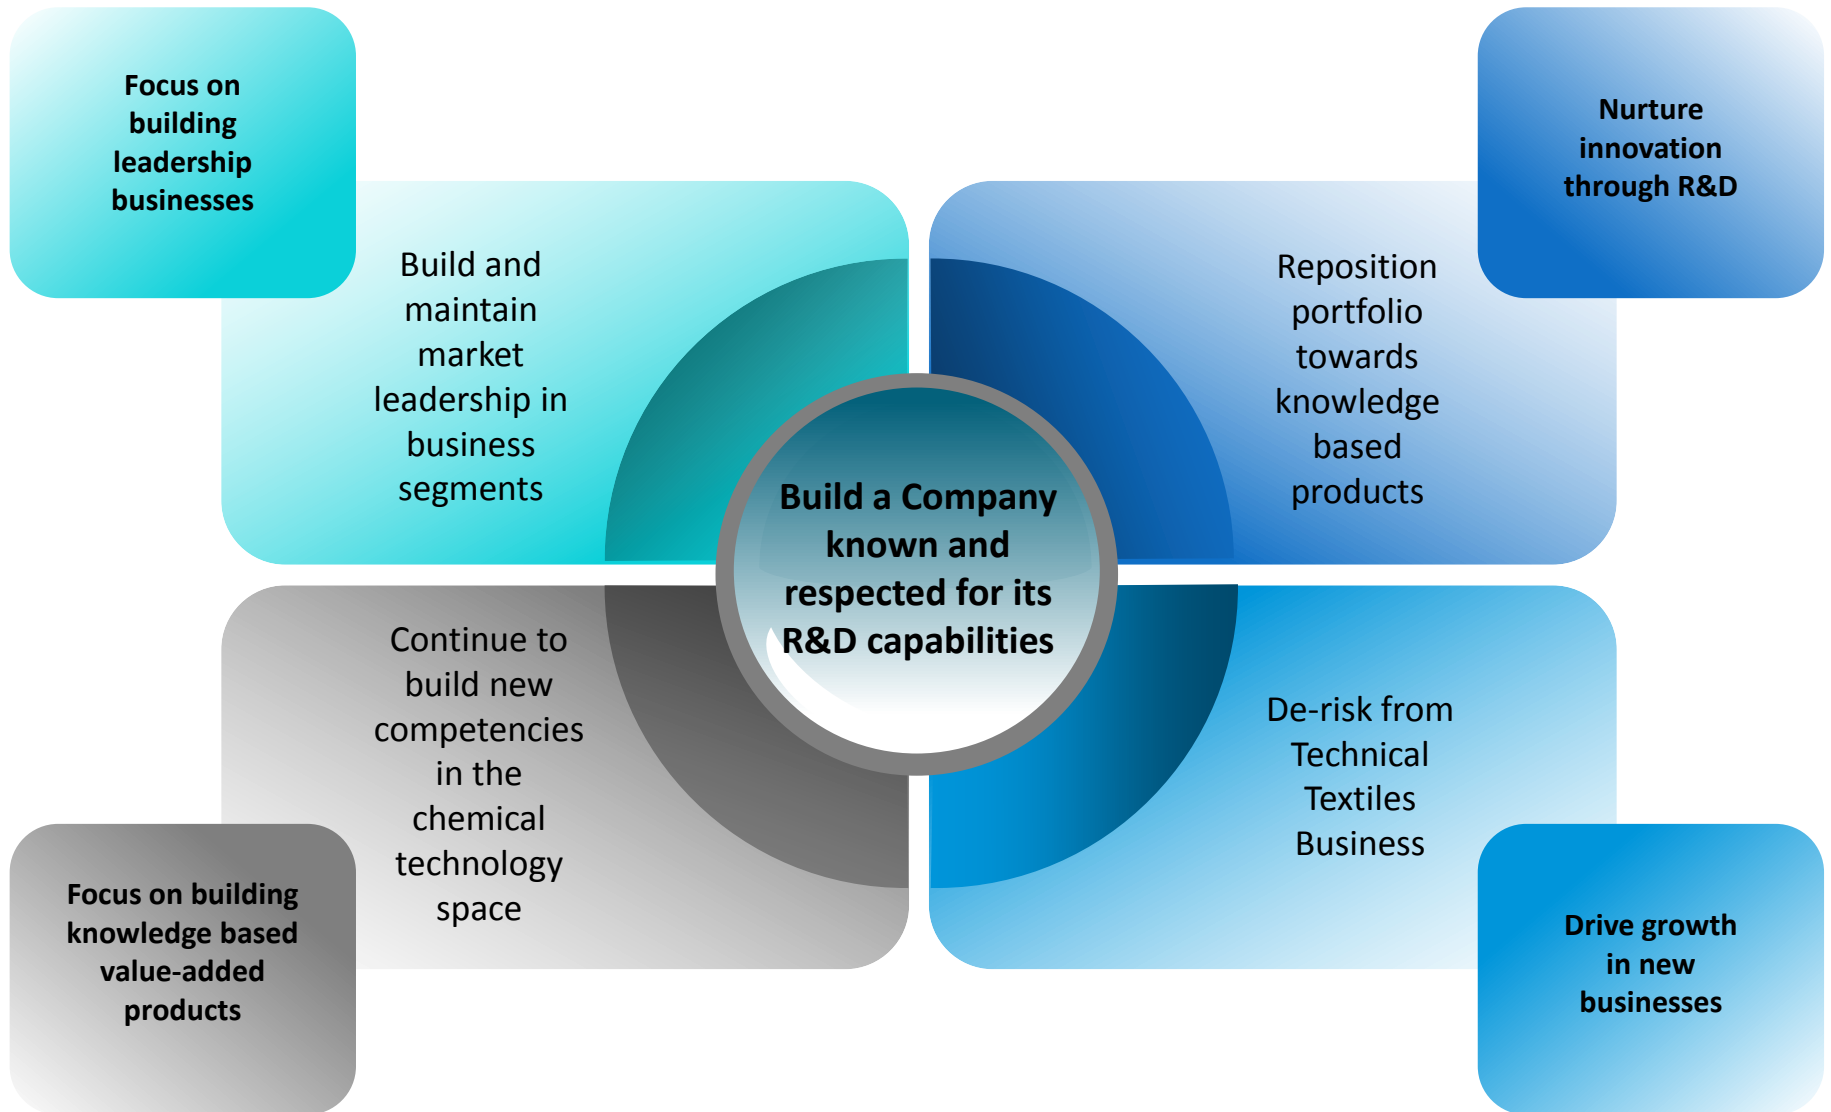 Focus on
building
leadership
businesses
Nurture
innovation
through R&D
Build and
maintain
market
leadership in
business
segments
Reposition
portfolio
towards
knowledge
based
products
Build a Company
known and
respected for its
R&D capabilities
Continue to
build new
competencies
in the
chemical
technology
space
De-risk from
Technical
Textiles
Business
Focus on building
knowledge based
value-added
products
Drive growth
in new
businesses